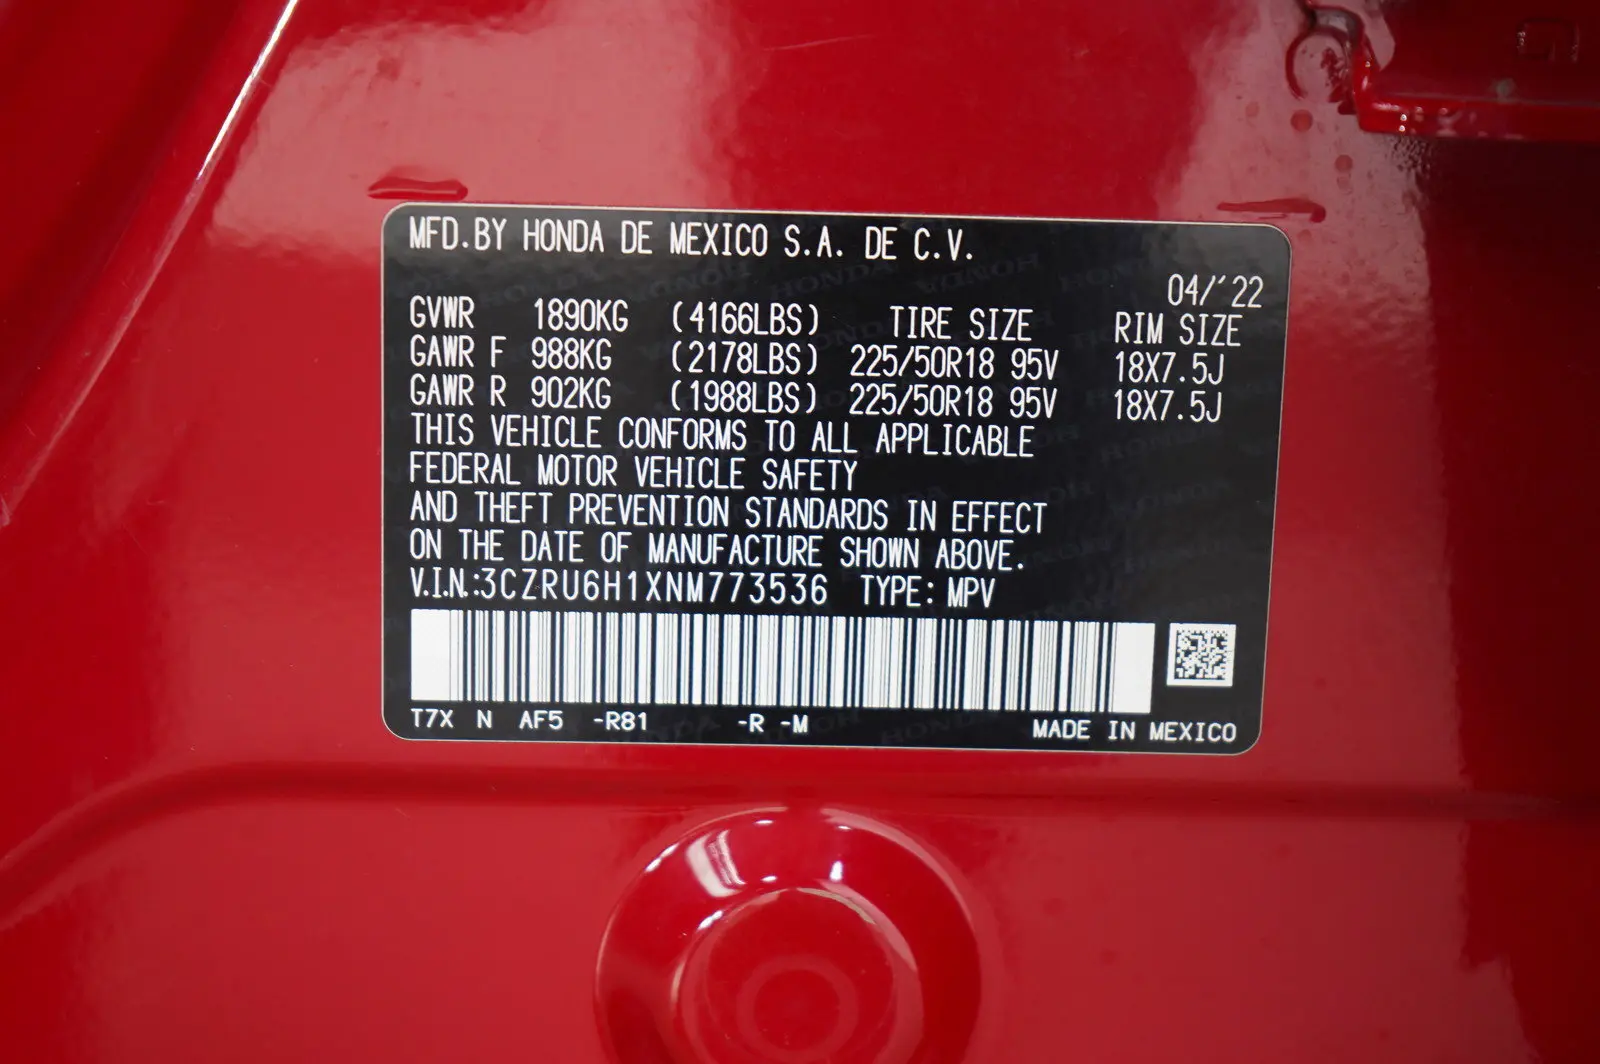 MFD.BY HONDA DE MEXICO S.A. DE C.V.
04/'22
GVWR 1890KG (4166LBS) TIRE SIZE RIM SIZE
GAWR F 988KG (2178LBS) 225/50R18 95V 18X7.5J
GAWR R 902KG (1988LBS) 225/50R18 95V 18X7.5J
THIS VEHICLE CONFORMS TO ALL APPLICABLE
FEDERAL MOTOR VEHICLE SAFETY
AND THEFT PREVENTION STANDARDS IN EFFECT
ON THE DATE OF MANUFACTURE SHOWN ABOVE.
V.I.N.:3CZRU6H1XNM773536 TYPE: MPV
T7X N AF5 -R81 -R -M MADE IN MEXICO